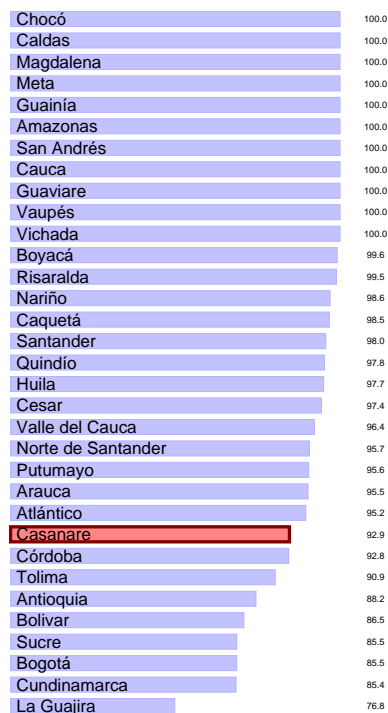 Chocó 100.0
Caldas 100.0
Magdalena 100.0
Meta 100.0
Guainía 100.0
Amazonas 100.0
San Andrés 100.0
Cauca 100.0
Guaviare 100.0
Vaupés 100.0
Vichada 100.0
Boyacá 99.6
Risaralda 99.5
Nariño 98.6
Caquetá 98.5
Santander 98.0
Quindío 97.8
Huila 97.7
Cesar 97.4
Valle del Cauca 96.4
Norte de Santander 95.7
Putumayo 95.6
Arauca 95.5
Atlántico 95.2
Casanare 92.9
Córdoba 92.8
Tolima 90.9
Antioquia 88.2
Bolivar 86.5
Sucre 85.5
Bogotá 85.5
Cundinamarca 85.4
La Guajira 76.8